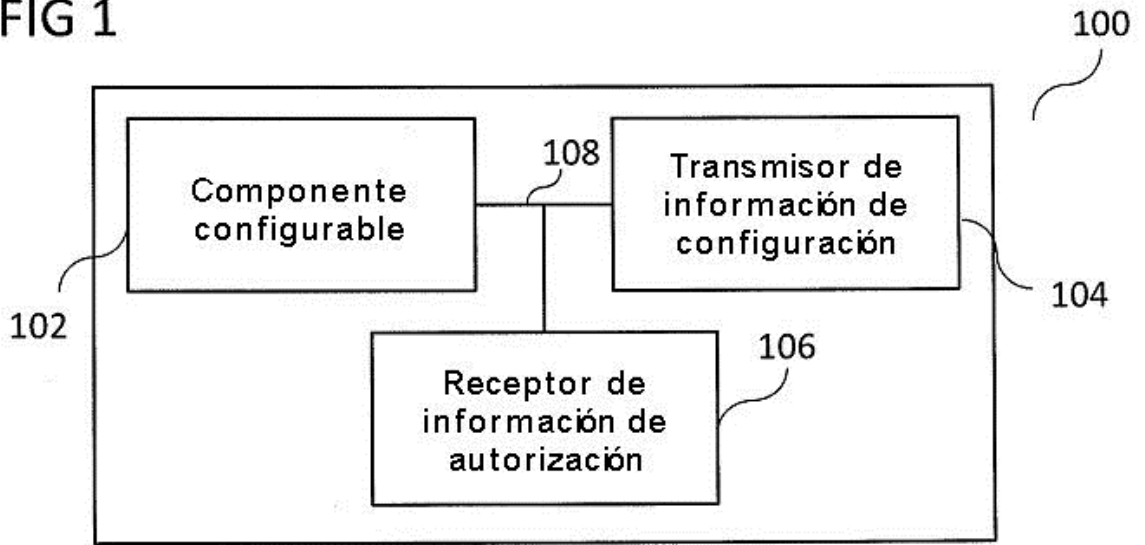 FIG 1
100
Componente
configurable
108
Transmisor de
información de
configuración
102
104
Receptor de
información de
autorización
106